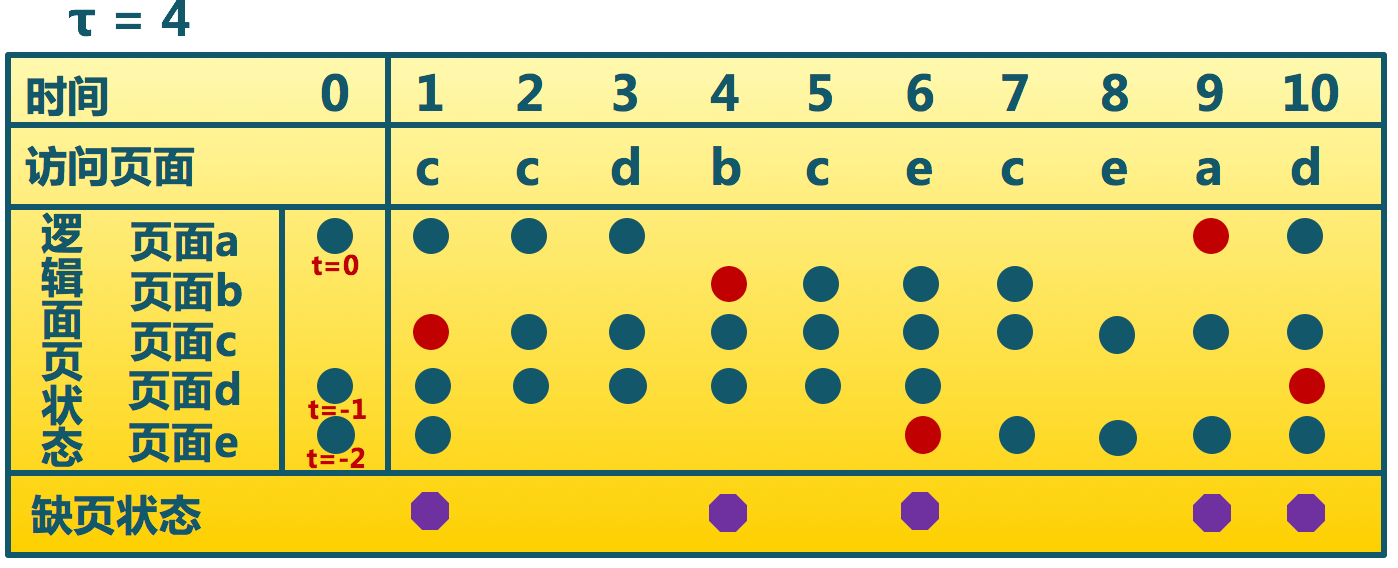 τ = 4
时间 0 1 2 3 4 5 6 7 8 9 10
访问页面 c c d b c e c e a d
逻辑面页状态
页面a
t=0
页面b
页面c
页面d
t=-1
页面e
t=-2
缺页状态